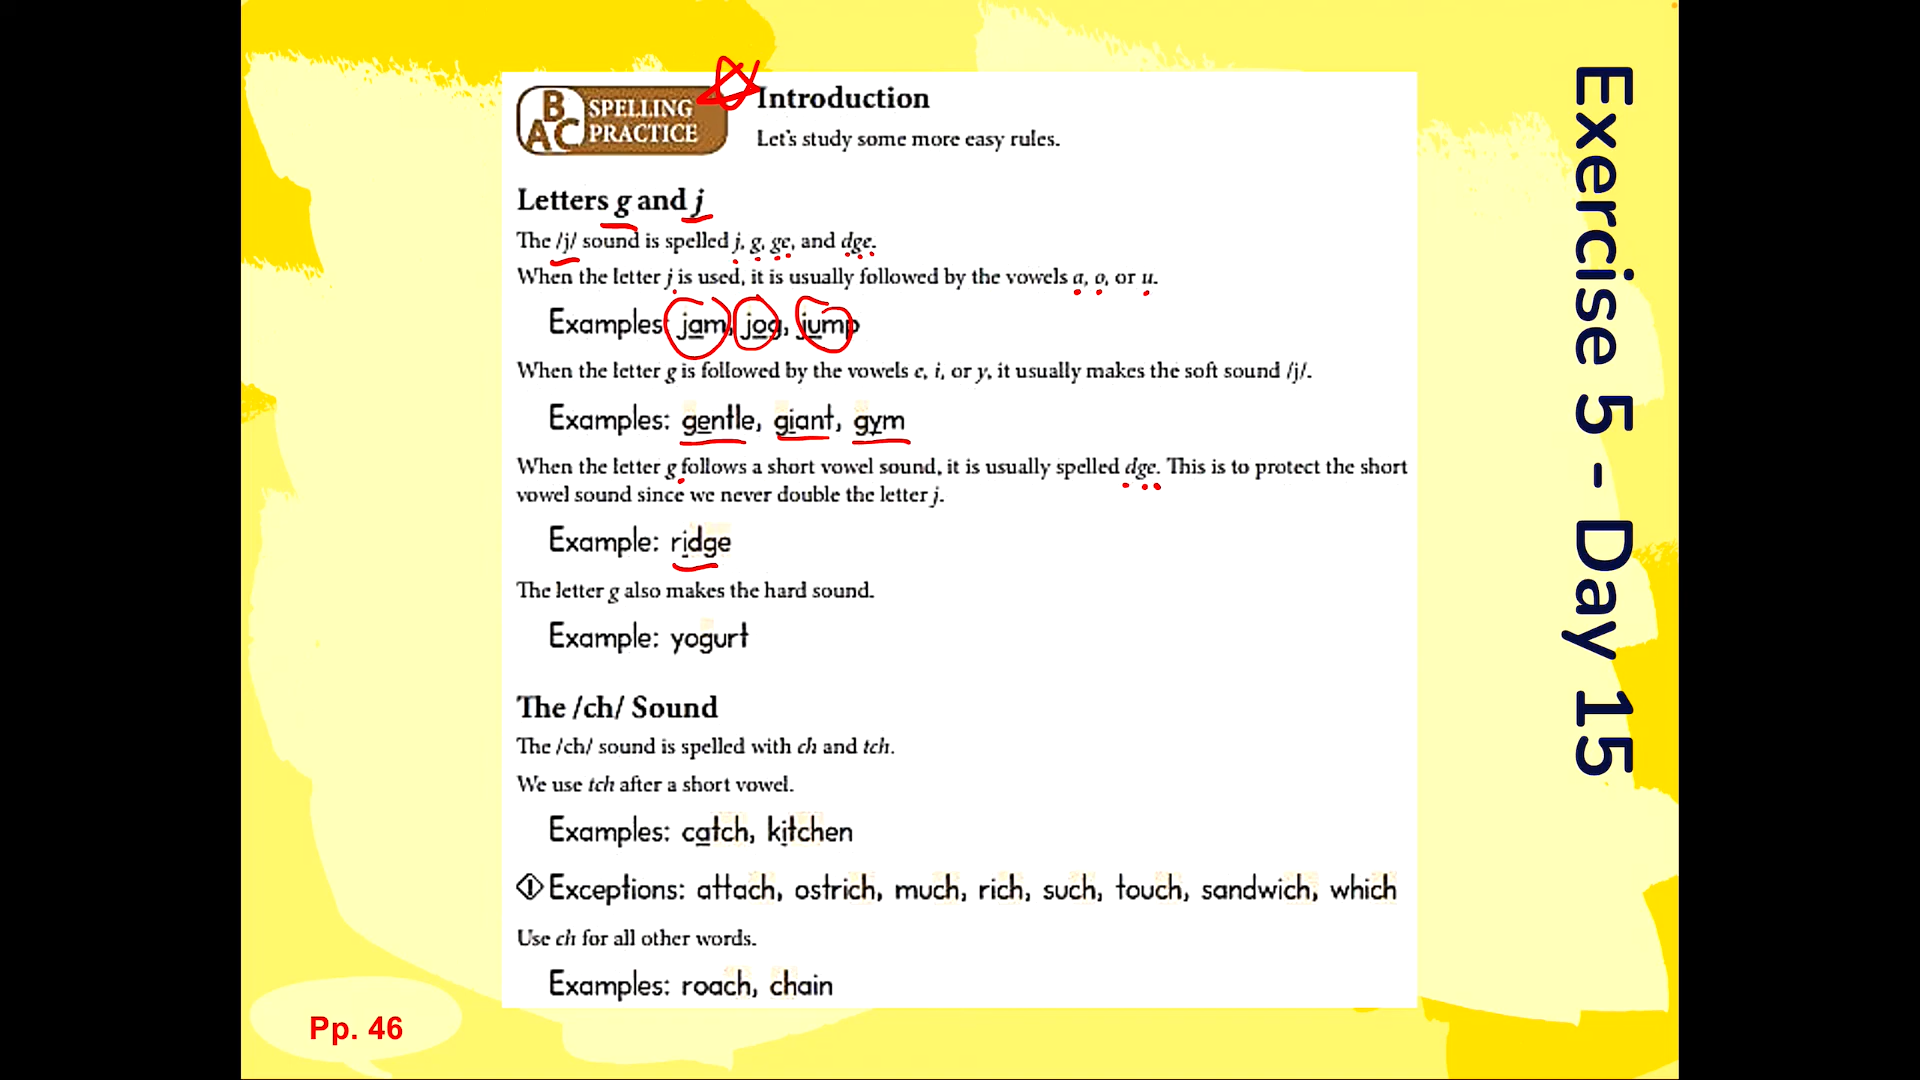 B
AC
SPELLING
PRACTICE
Introduction
Let's study some more easy rules.
Letters g and j
The /j/ sound is spelled j, g, ge, and dge.
When the letter j is used, it is usually followed by the vowels a, o, or u.
Examples: jam, jog, jump
When the letter g is followed by the vowels e, i, or y, it usually makes the soft sound /j/.
Examples: gentle, giant, gym
When the letter g follows a short vowel sound, it is usually spelled dge. This is to protect the short
vowel sound since we never double the letter j.
Example: ridge
The letter g also makes the hard sound.
Example: yogurt
The /ch/ Sound
The /ch/ sound is spelled with ch and tch.
We use tch after a short vowel.
Examples: catch, kitchen
Exceptions: attach, ostrich, much, rich, such, touch, sandwich, which
Use ch for all other words.
Examples: roach, chain
Pp. 46
Exercise 5 - Day 15